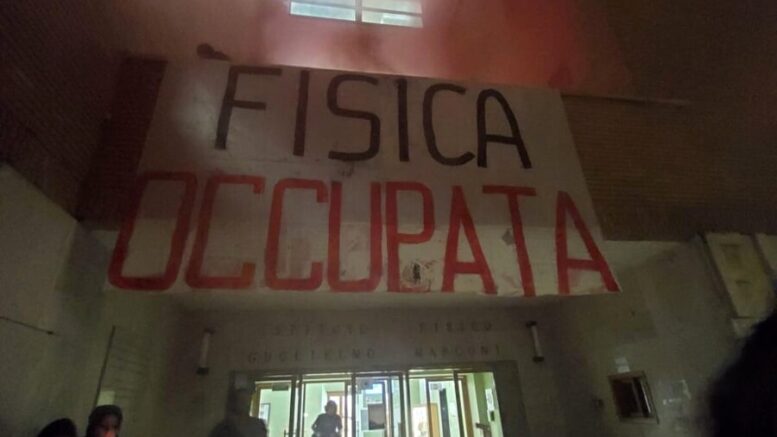 FISICA
OCCUPATA
ISTITUTO FISICO
GUGLIELMO MARCONI